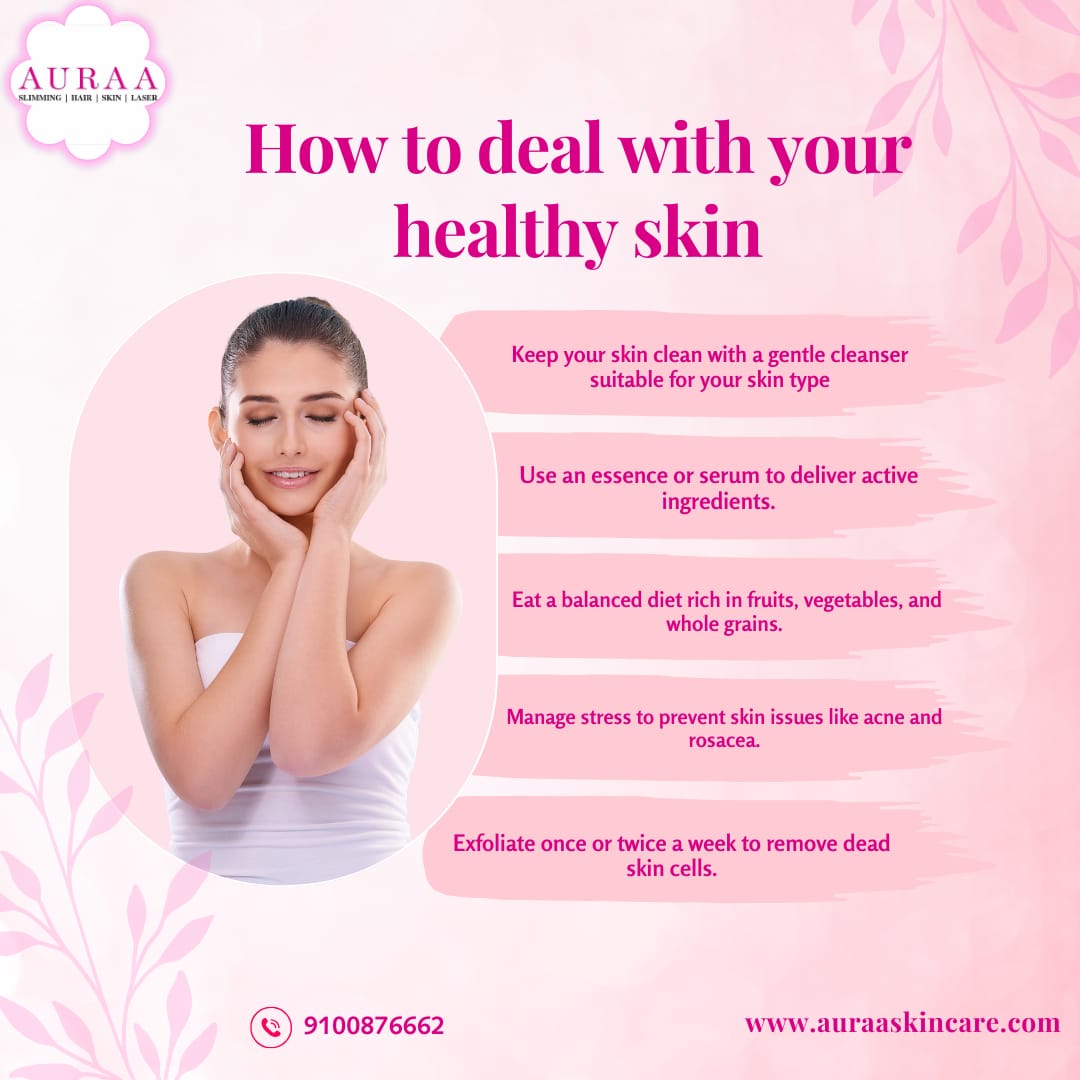 AURAA
SLIMMING | HAIR | SKIN | LASER
How to deal with your
healthy skin
Keep your skin clean with a gentle cleanser
suitable for your skin type
Use an essence or serum to deliver active
ingredients.
Eat a balanced diet rich in fruits, vegetables, and
whole grains.
Manage stress to prevent skin issues like acne and
rosacea.
Exfoliate once or twice a week to remove dead
skin cells.
9100876662
www.auraaskincare.com